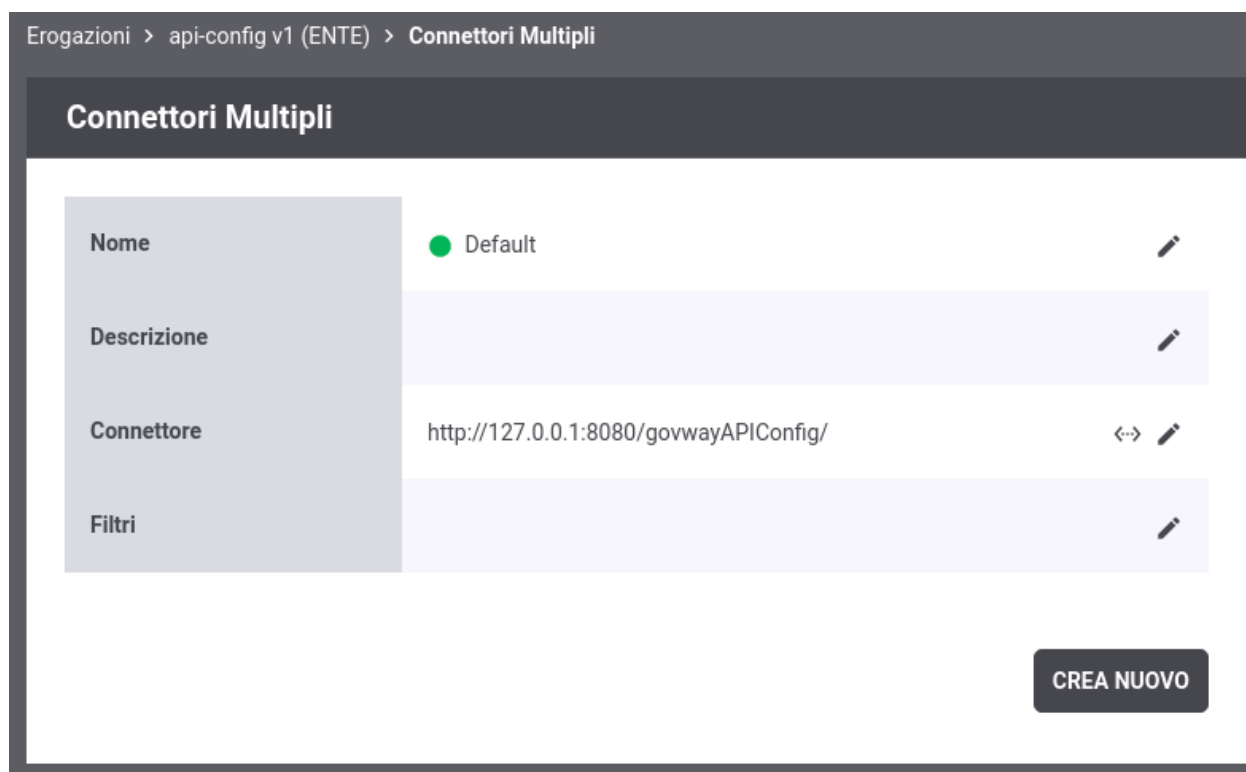 Erogazioni > api-config v1 (ENTE) > Connettori Multipli
Connettori Multipli
Nome Default
Descrizione
Connettore http://127.0.0.1:8080/govwayAPIConfig/
Filtri
CREA NUOVO